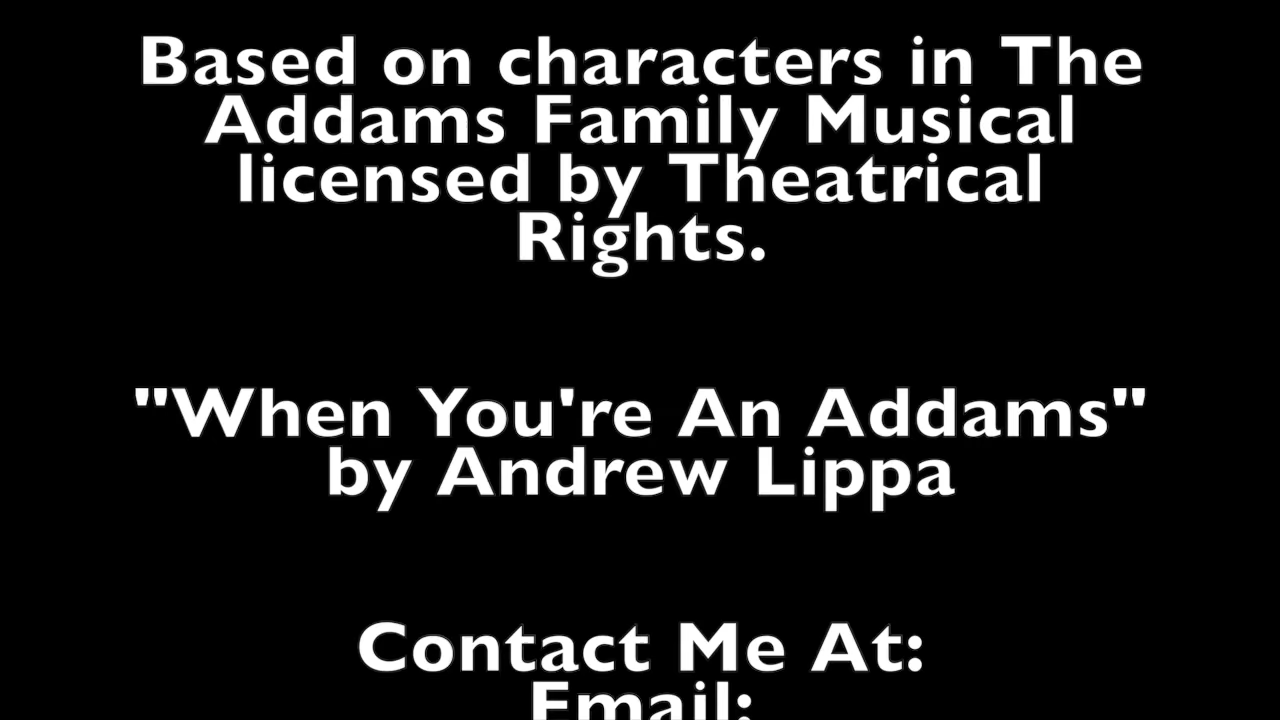 Based on characters in The
Addams Family Musical
licensed by Theatrical
Rights.
"When You're An Addams"
by Andrew Lippa
Contact Me At:
Email: